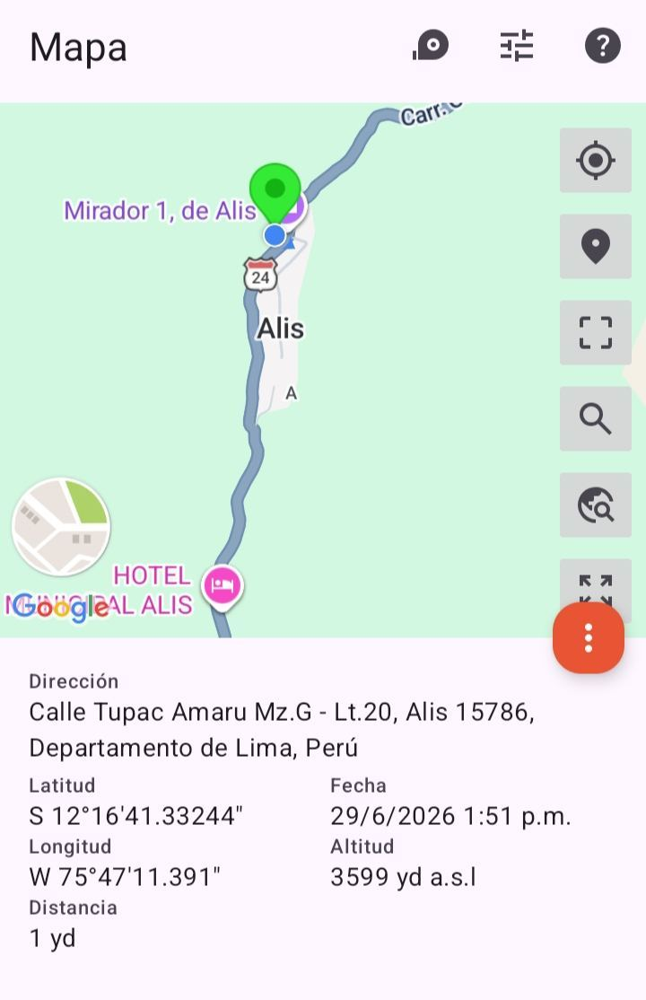 Mapa
Carr. C
Mirador 1, de Alis
24
Alis
A
HOTEL
MUNICIPAL ALIS
Google
Dirección
Calle Tupac Amaru Mz.G - Lt.20, Alis 15786,
Departamento de Lima, Perú
Latitud
Fecha
S 12°16'41.33244"
29/6/2026 1:51 p.m.
Longitud
Altitud
W 75°47'11.391"
3599 yd a.s.l
Distancia
1 yd